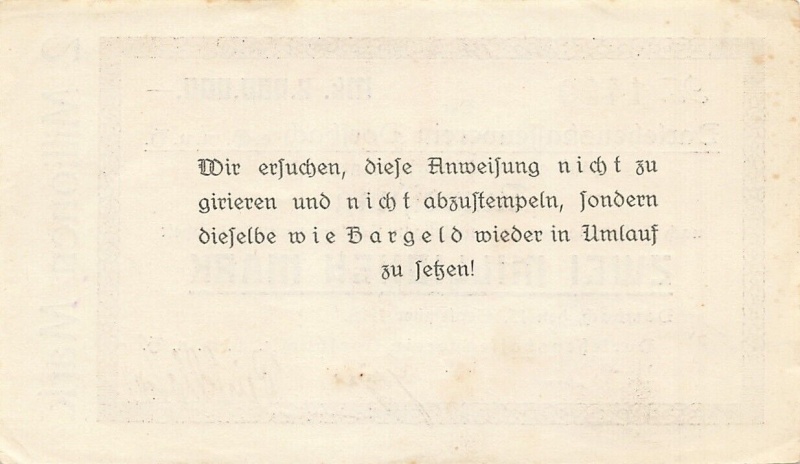 Wir ersuchen, diese Anweisung nicht zu
girieren und nicht abzustempeln, sondern
dieselbe wie Bargeld wieder in Umlauf
zu setzen!